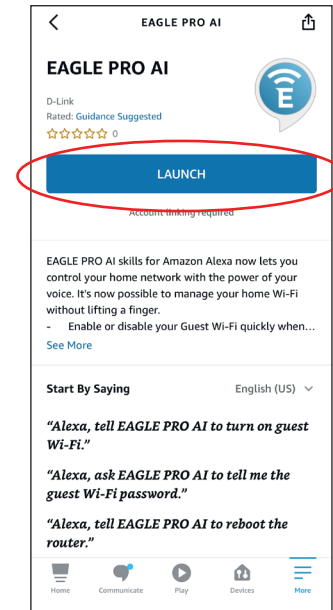 EAGLE PRO AI
EAGLE PRO AI
D-Link
Rated: Guidance Suggested
0
LAUNCH
Account linking required
EAGLE PRO AI skills for Amazon Alexa now lets you
control your home network with the power of your
voice. It's now possible to manage your home Wi-Fi
without lifting a finger.
- Enable or disable your Guest Wi-Fi quickly when...
See More
Start By Saying English (US)
“Alexa, tell EAGLE PRO AI to turn on guest
Wi-Fi.”
“Alexa, ask EAGLE PRO AI to tell me the
guest Wi-Fi password.”
“Alexa, tell EAGLE PRO AI to reboot the
router.”
Home Communicate Play Devices More